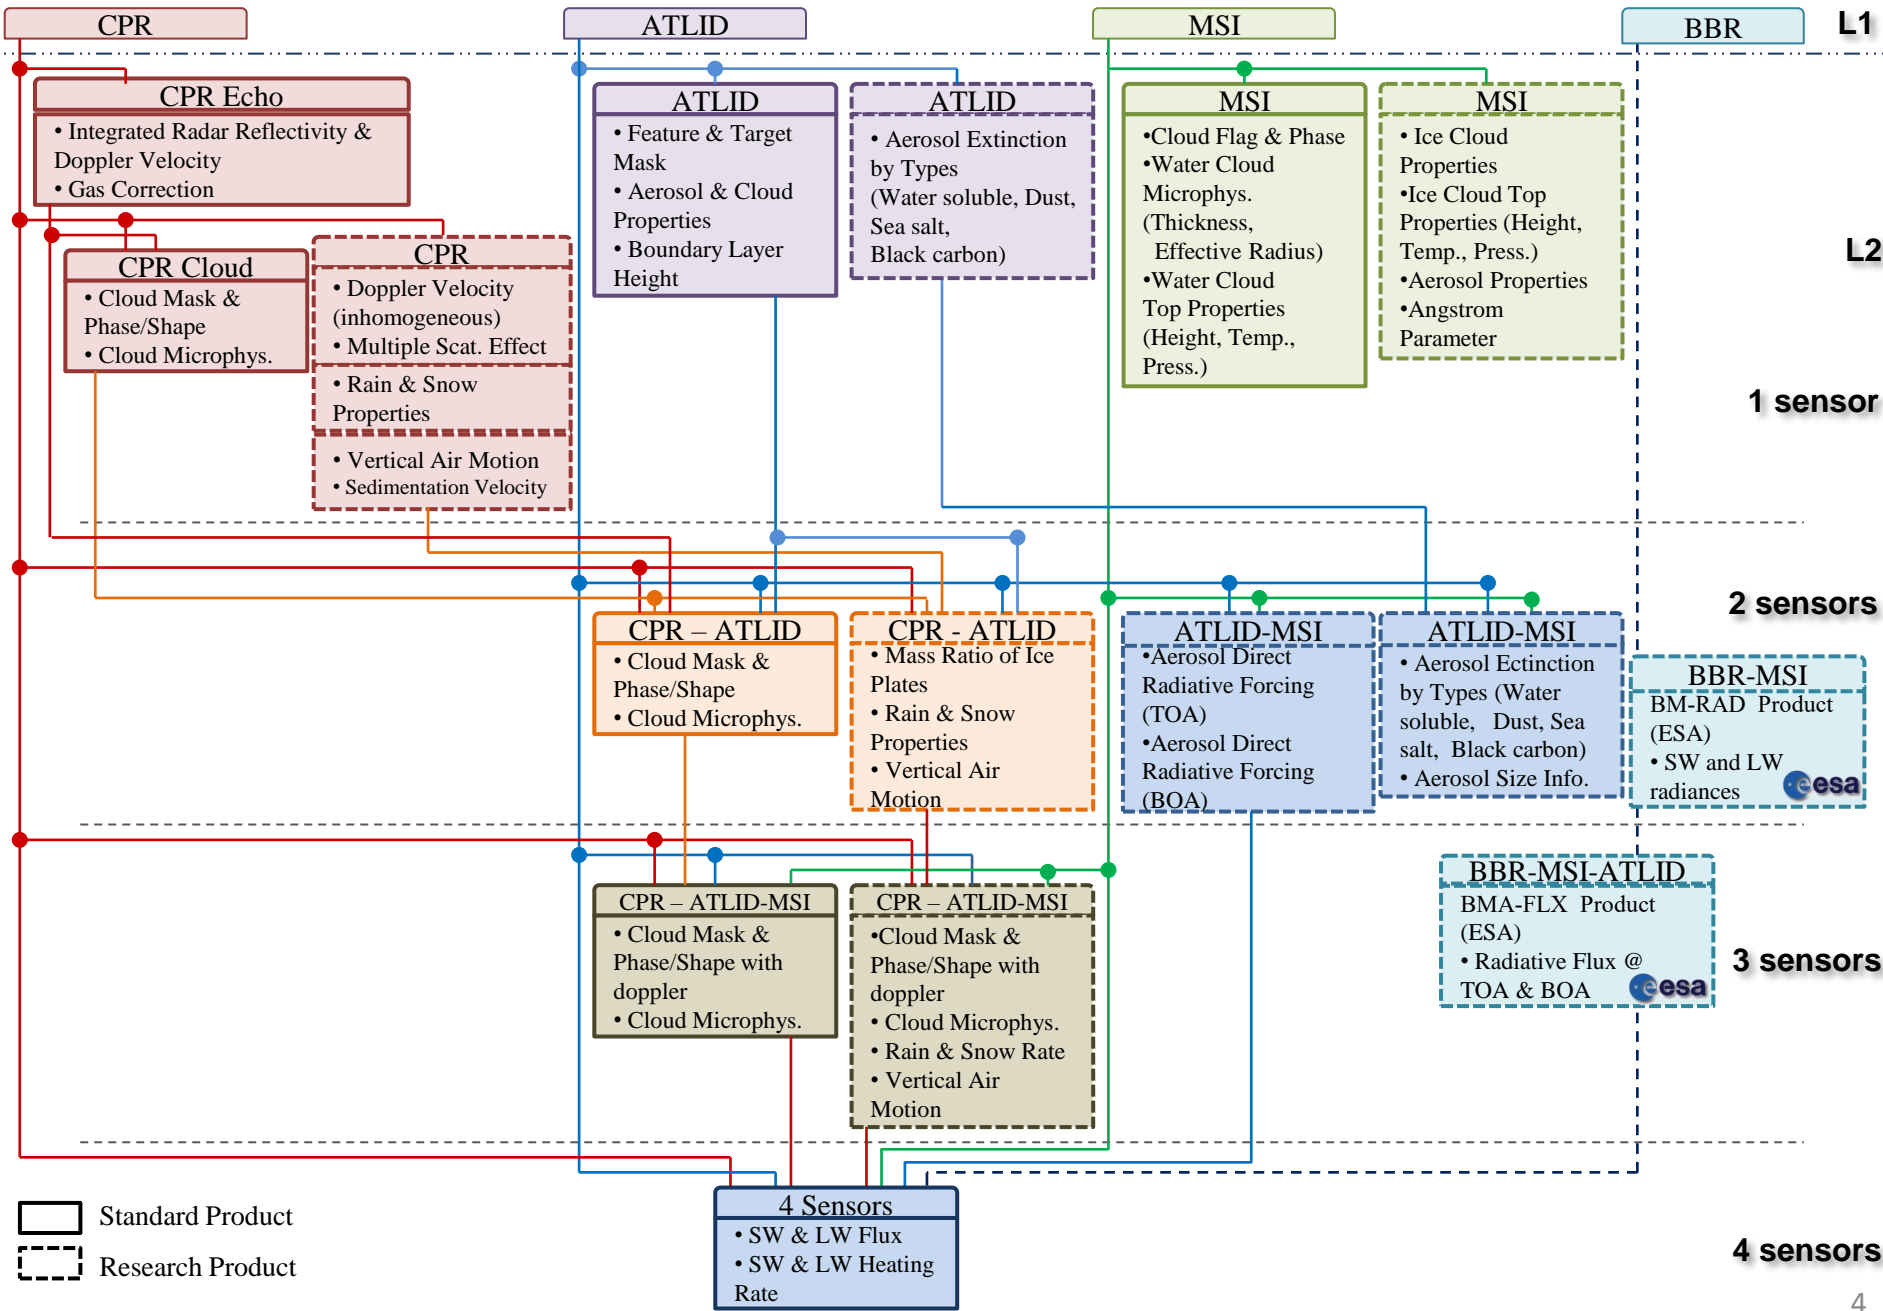 CPR
ATLID
MSI
BBR
L1
CPR Echo
• Integrated Radar Reflectivity &
Doppler Velocity
• Gas Correction
ATLID
• Feature & Target
Mask
• Aerosol & Cloud
Properties
• Boundary Layer
Height
ATLID
• Aerosol Extinction
by Types
(Water soluble, Dust,
Sea salt,
Black carbon)
MSI
•Cloud Flag & Phase
•Water Cloud
Microphys.
(Thickness,
Effective Radius)
•Water Cloud
Top Properties
(Height, Temp.,
Press.)
MSI
• Ice Cloud
Properties
•Ice Cloud Top
Properties (Height,
Temp., Press.)
•Aerosol Properties
•Angstrom
Parameter
L2
CPR Cloud
• Cloud Mask &
Phase/Shape
• Cloud Microphys.
CPR
• Doppler Velocity
(inhomogeneous)
• Multiple Scat. Effect
• Rain & Snow
Properties
• Vertical Air Motion
• Sedimentation Velocity
1 sensor
2 sensors
CPR – ATLID
• Cloud Mask &
Phase/Shape
• Cloud Microphys.
CPR - ATLID
• Mass Ratio of Ice
Plates
• Rain & Snow
Properties
• Vertical Air
Motion
ATLID-MSI
•Aerosol Direct
Radiative Forcing
(TOA)
•Aerosol Direct
Radiative Forcing
(BOA)
ATLID-MSI
• Aerosol Ectinction
by Types (Water
soluble, Dust, Sea
salt, Black carbon)
• Aerosol Size Info.
BBR-MSI
BM-RAD Product
(ESA)
• SW and LW
radiances
esa
CPR – ATLID-MSI
• Cloud Mask &
Phase/Shape with
doppler
• Cloud Microphys.
CPR – ATLID-MSI
•Cloud Mask &
Phase/Shape with
doppler
• Cloud Microphys.
• Rain & Snow Rate
• Vertical Air
Motion
BBR-MSI-ATLID
BMA-FLX Product
(ESA)
• Radiative Flux @
TOA & BOA
esa
3 sensors
4 Sensors
• SW & LW Flux
• SW & LW Heating
Rate
Standard Product
Research Product
4 sensors
4